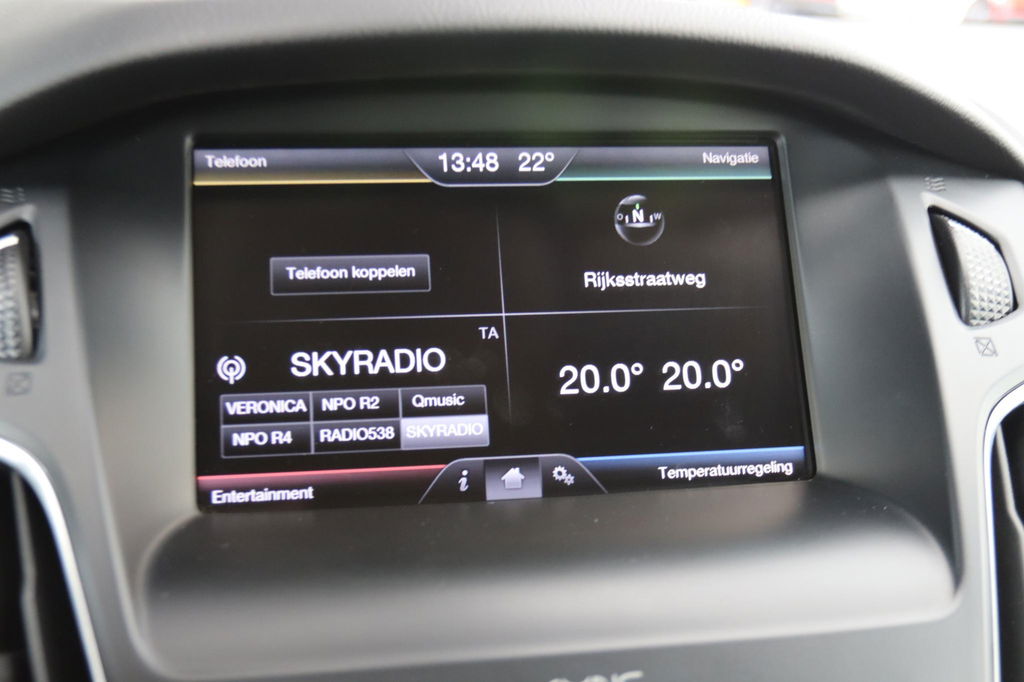 Telefoon 13:48 22° Navigatie
O N W
Telefoon koppelen
Rijksstraatweg
TA
SKYRADIO
20.0° 20.0°
VERONICA NPO R2 Qmusic
NPO R4 RADIO538 SKYRADIO
Entertainment i Temperatuurregeling